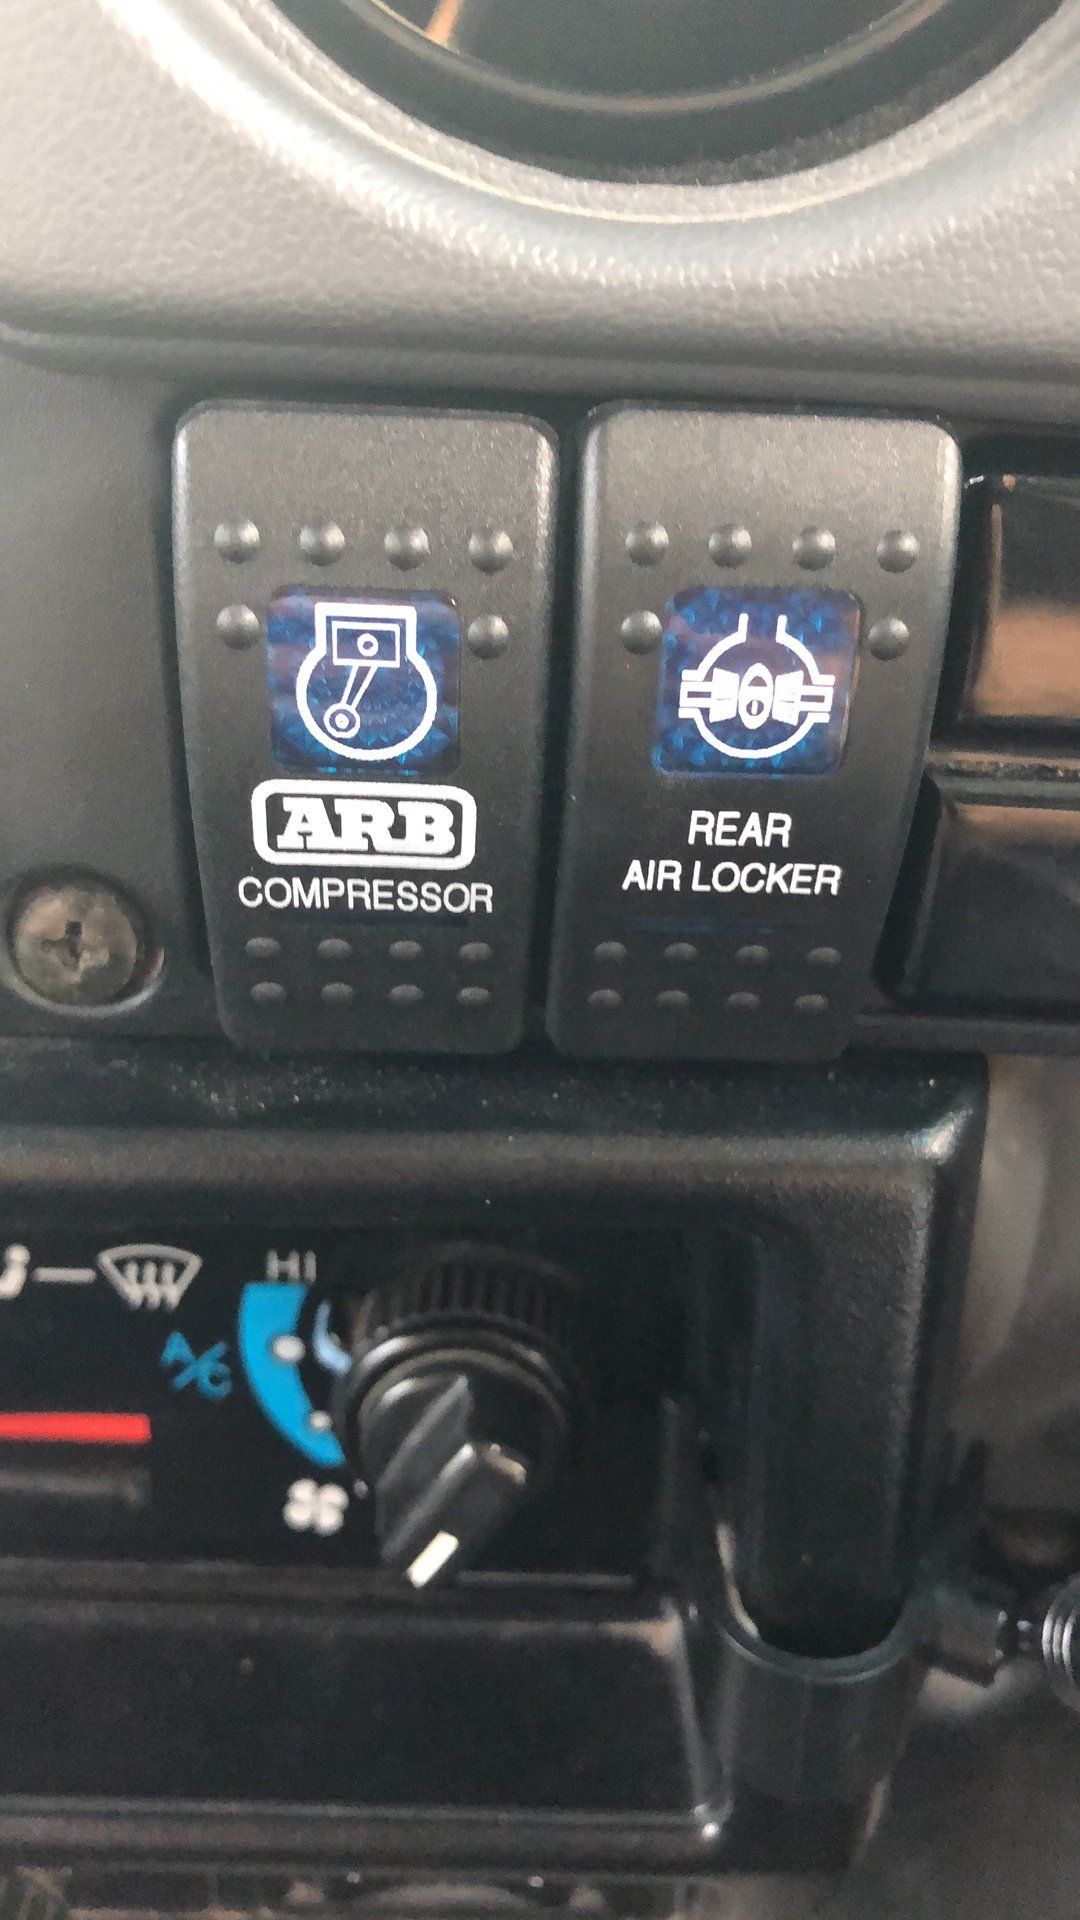 ARB
COMPRESSOR
REAR
AIR LOCKER
HI
A/C